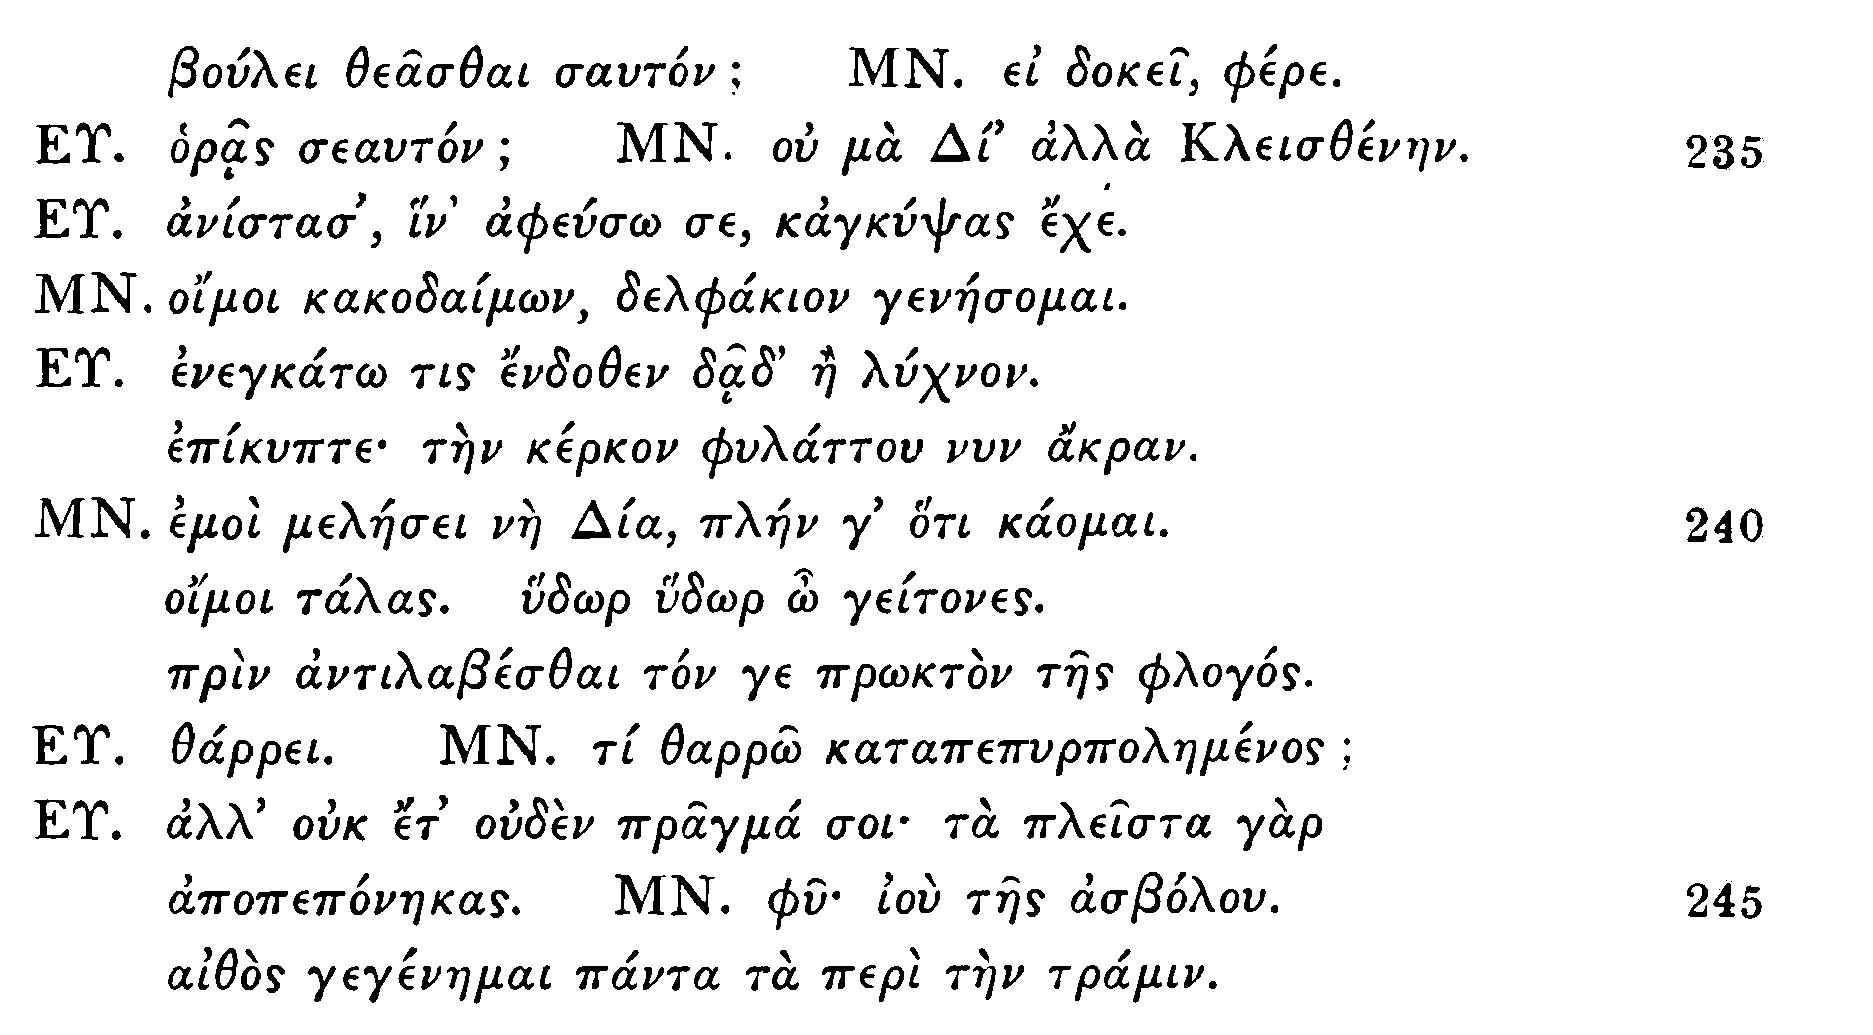 βούλει θεᾶσθαι σαυτόν; ΜΝ. εἰ δοκεῖ, φέρε.
ΕΥ. ὁρᾷς σεαυτόν; ΜΝ. οὐ μὰ Δί' ἀλλὰ Κλεισθένην. 235
ΕΥ. ἀνίστασ', ἵν' ἀφεύσω σε, κἀγκύψας ἔχε.
ΜΝ. οἴμοι κακοδαίμων, δελφάκιον γενήσομαι.
ΕΥ. ἐνεγκάτω τις ἔνδοθεν δᾷδ' ἢ λύχνον.
ἐπίκυπτε· τὴν κέρκον φυλάττου νυν ἄκραν.
ΜΝ. ἐμοὶ μελήσει νὴ Δία, πλήν γ' ὅτι κάομαι. 240
οἴμοι τάλας. ὕδωρ ὕδωρ ὦ γείτονες.
πρὶν ἀντιλαβέσθαι τόν γε πρωκτὸν τῆς φλογός.
ΕΥ. θάρρει. ΜΝ. τί θαρρῶ καταπεπυρπολημένος;
ΕΥ. ἀλλ' οὐκ ἔτ' οὐδὲν πρᾶγμά σοι· τὰ πλεῖστα γὰρ
ἀποπεπόνηκας. ΜΝ. φῦ· ἰοὺ τῆς ἀσβόλου. 245
αἰθὸς γεγένημαι πάντα τὰ περὶ τὴν τράμιν.